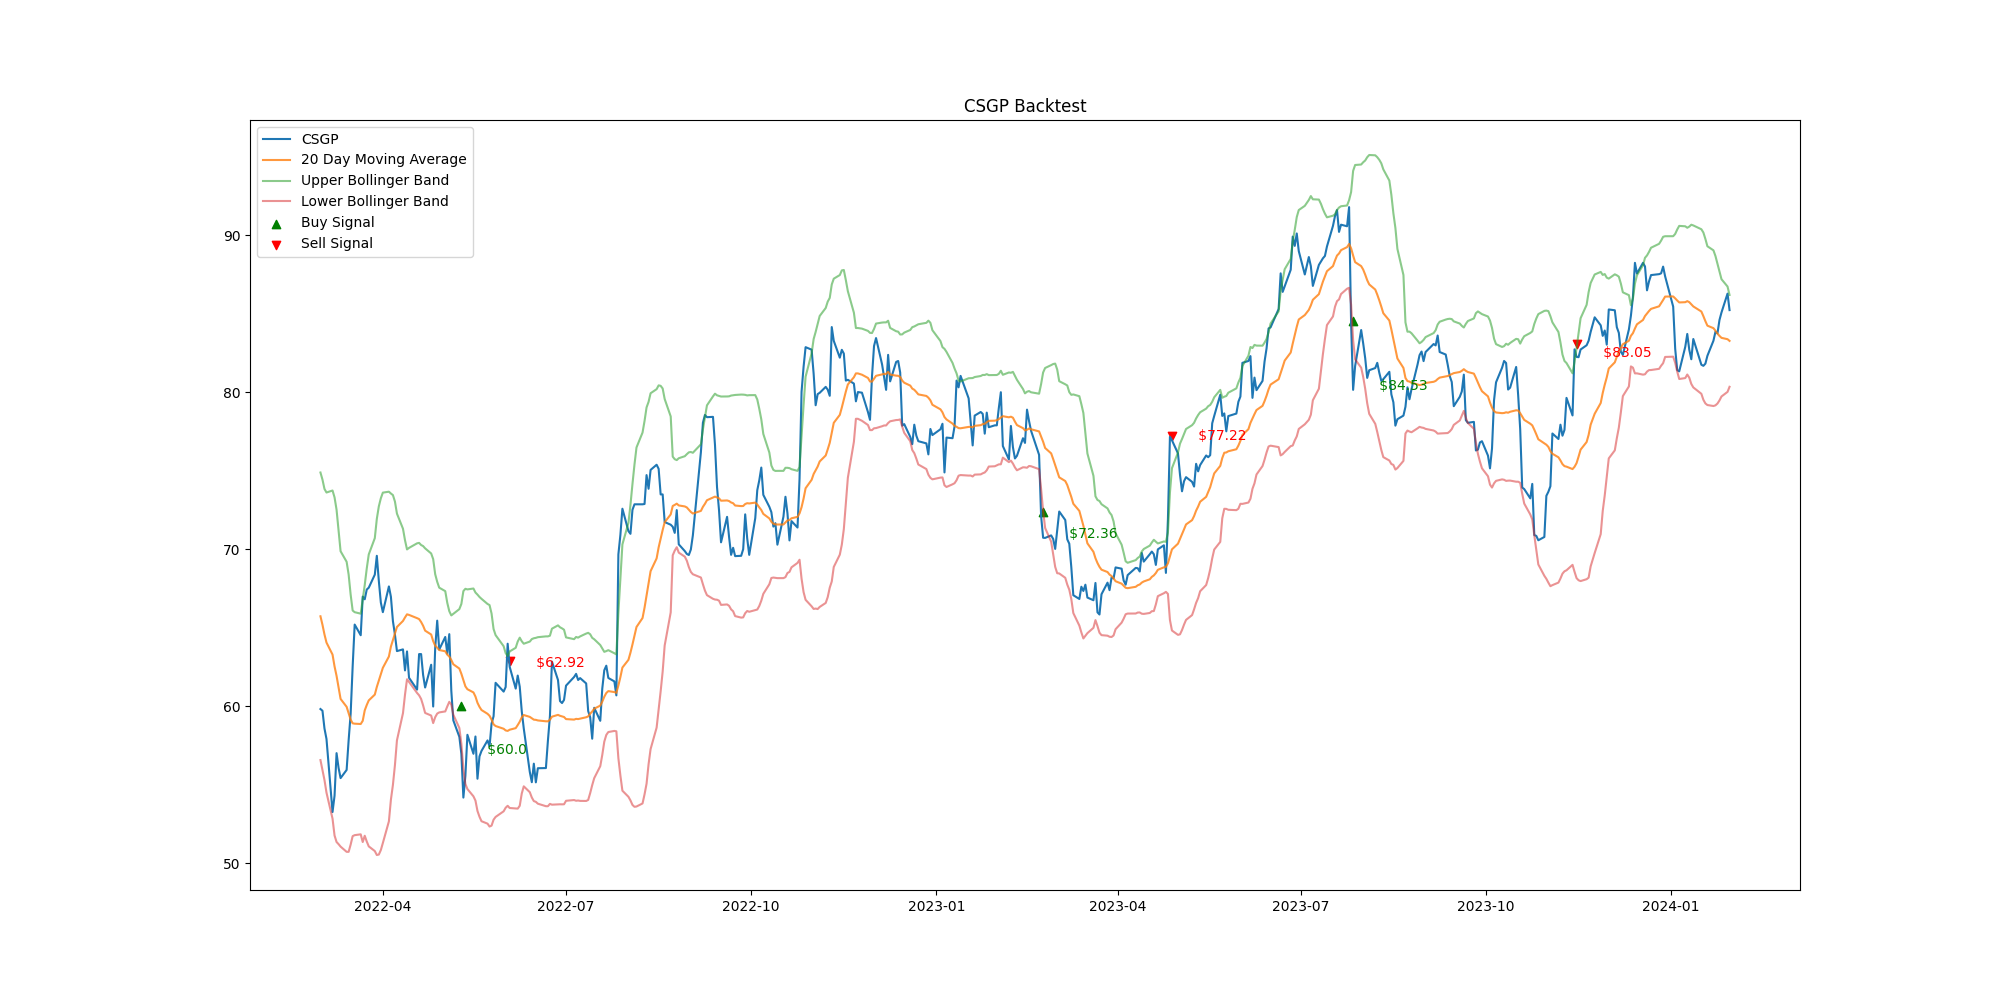 CSGP Backtest
CSGP
20 Day Moving Average
Upper Bollinger Band
Lower Bollinger Band
Buy Signal
Sell Signal
90
80
70
60
50
$60.0
$62.92
$72.36
$77.22
$84.53
$83.05
2022-04
2022-07
2022-10
2023-01
2023-04
2023-07
2023-10
2024-01